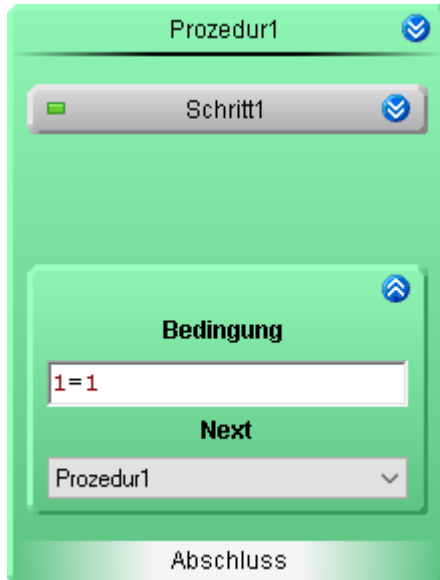 Prozedur1
Schritt1
Bedingung
1=1
Next
Prozedur1
Abschluss